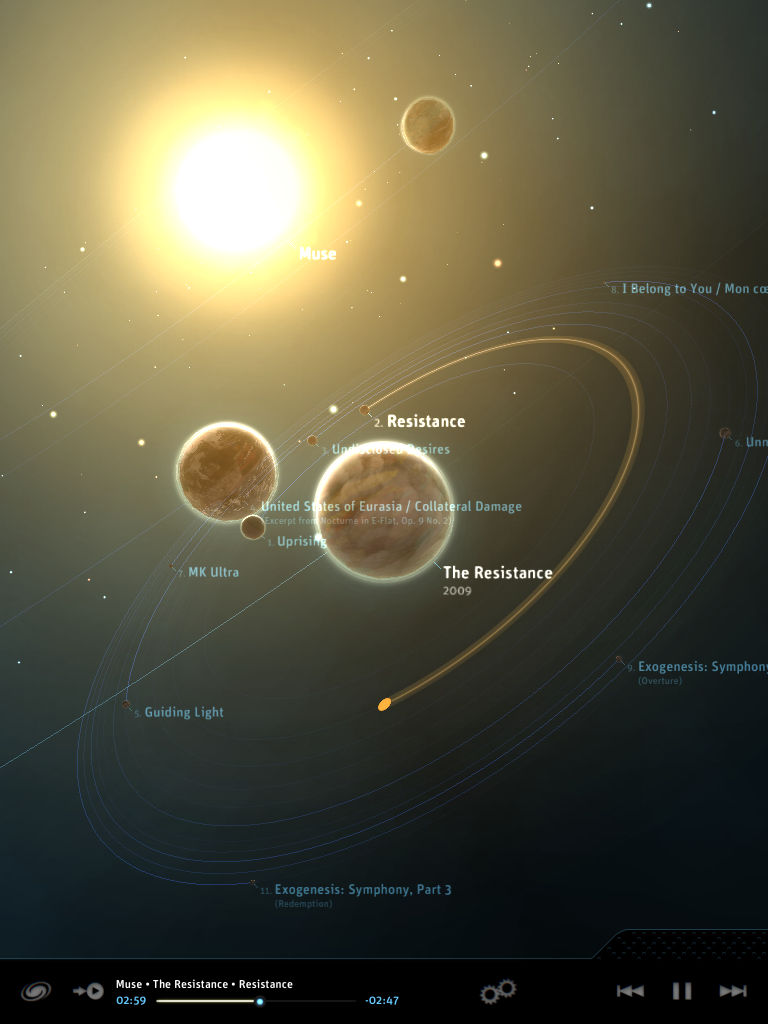 Muse
8. I Belong to You / Mon cœ
2. Resistance
3. Undisclosed Desires
6. Unn
United States of Eurasia / Collateral Damage
(Excerpt from Nocturne in E-Flat, Op. 9 No. 2)
1. Uprising
7. MK Ultra
The Resistance
2009
9. Exogenesis: Symphony
(Overture)
5. Guiding Light
11. Exogenesis: Symphony, Part 3
(Redemption)
Muse • The Resistance • Resistance
02:59 -02:47